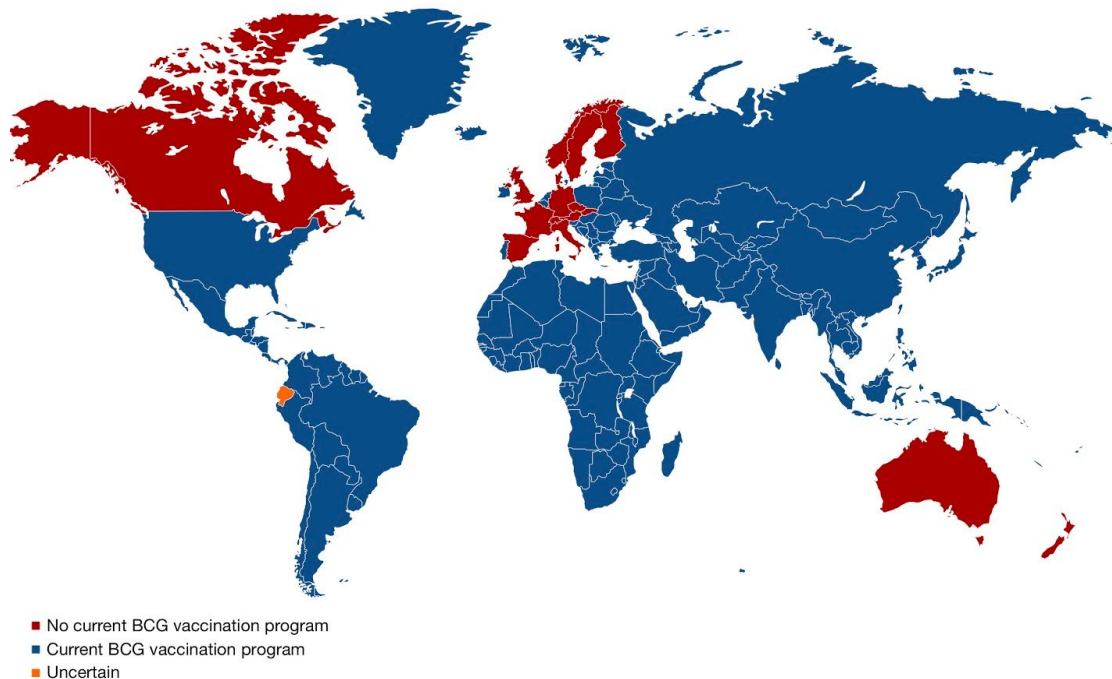 No current BCG vaccination program
Current BCG vaccination program
Uncertain